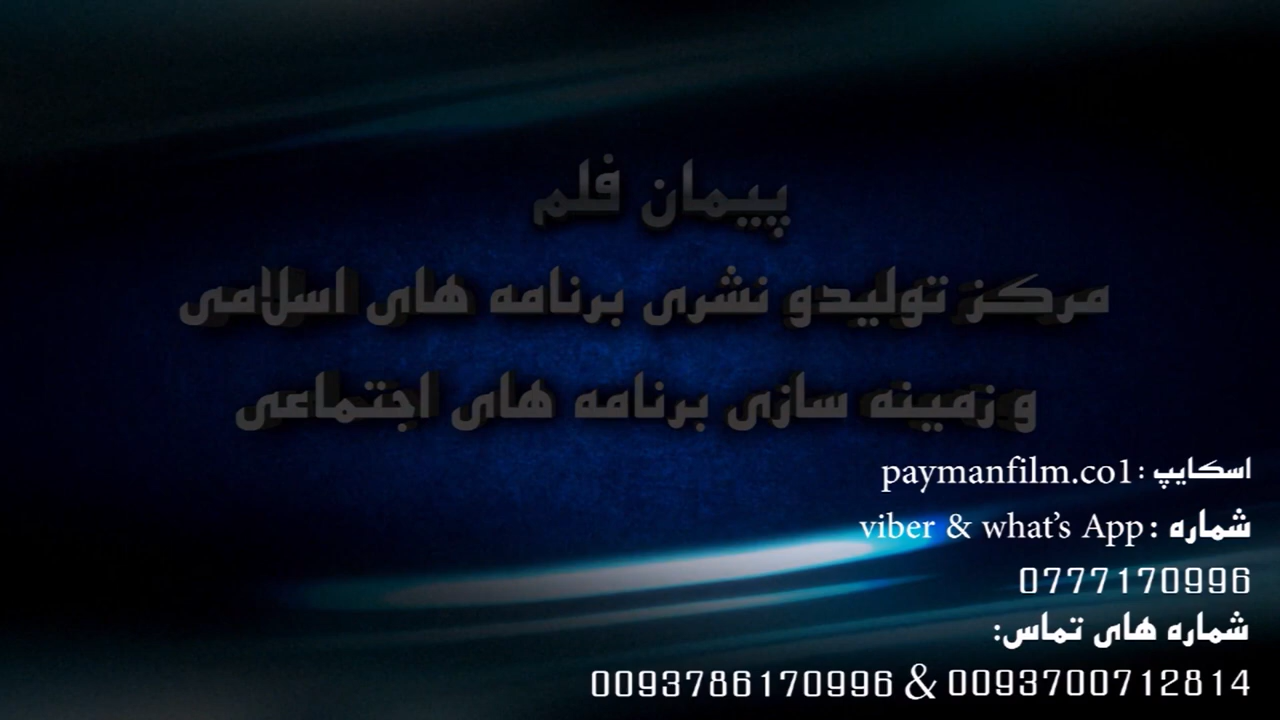 پیمان فلم
مرکز تولیدو نشری برنامه های اسلامی
و زمینه سازی برنامه های اجتماعی
اسکایپ : paymanfilm.co1
شماره : viber & what’s App
0777170996
شماره های تماس:
0093786170996 & 0093700712814